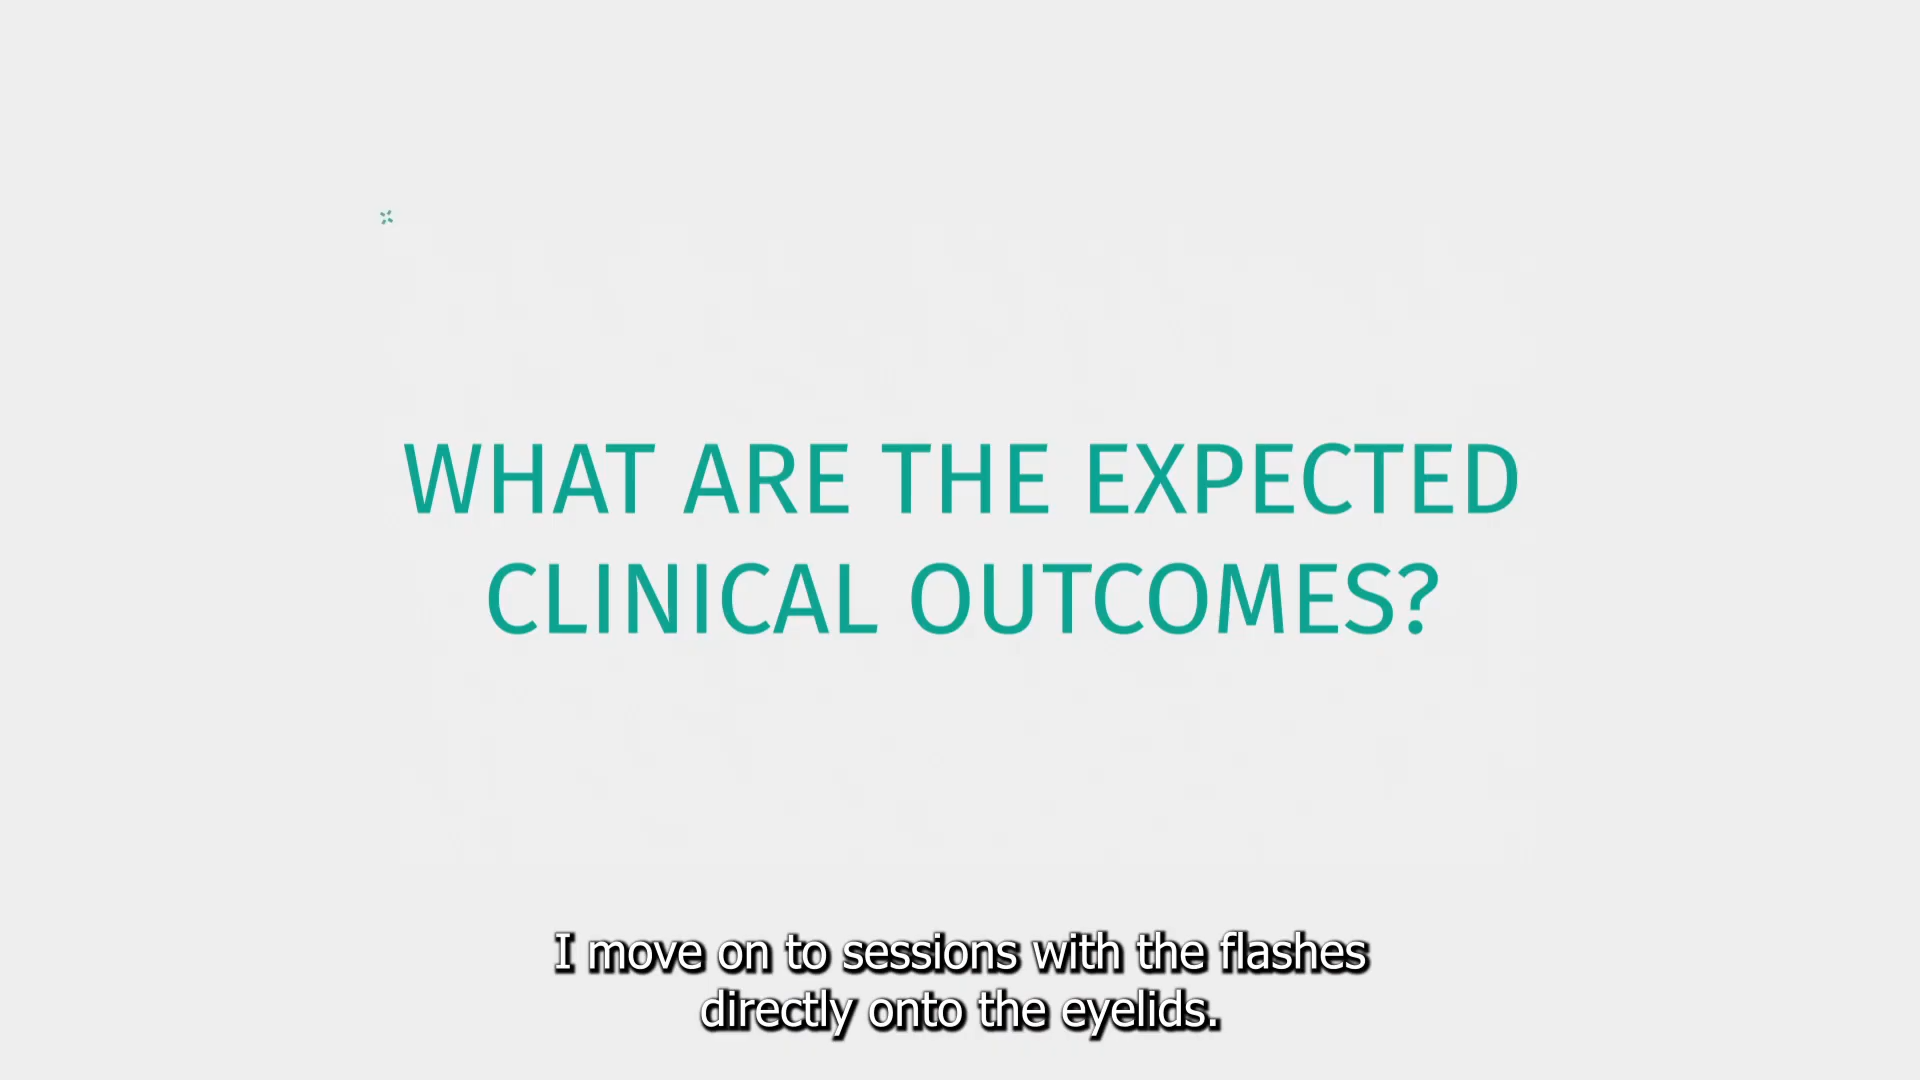 WHAT ARE THE EXPECTED
CLINICAL OUTCOMES?
I move on to sessions with the flashes
directly onto the eyelids.